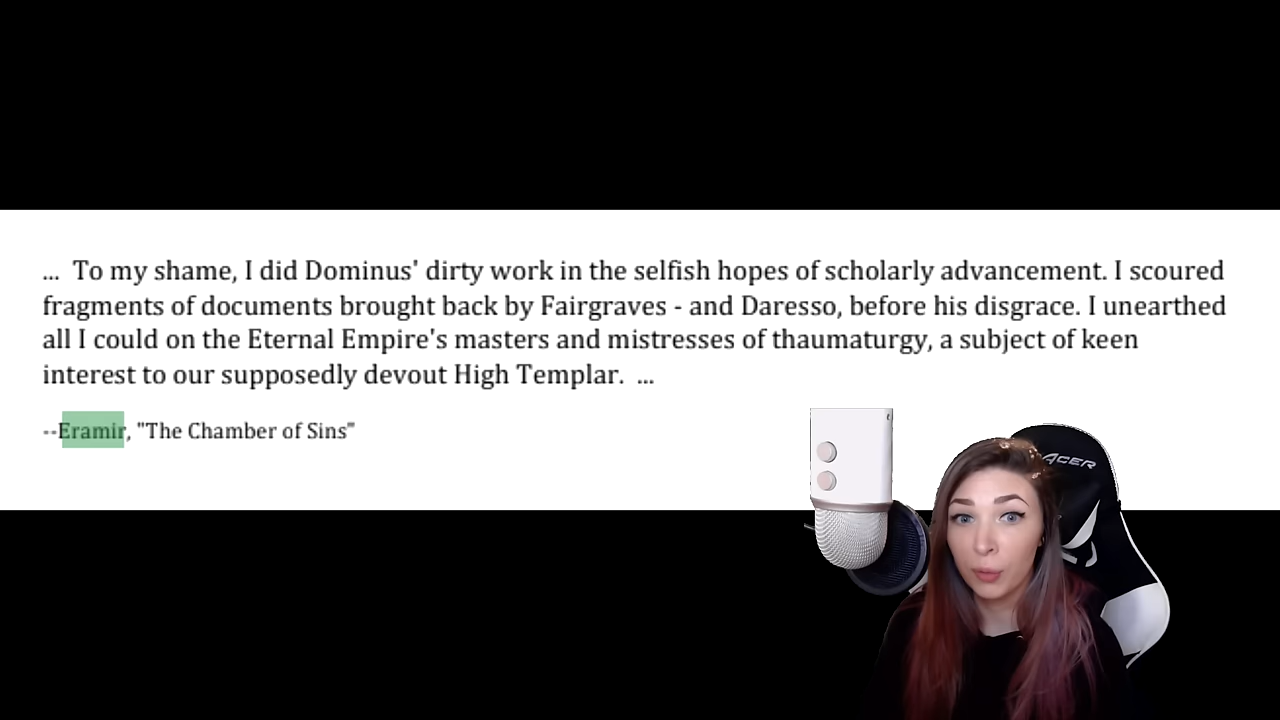 ... To my shame, I did Dominus' dirty work in the selfish hopes of scholarly advancement. I scoured
fragments of documents brought back by Fairgraves - and Daresso, before his disgrace. I unearthed
all I could on the Eternal Empire's masters and mistresses of thaumaturgy, a subject of keen
interest to our supposedly devout High Templar. ...
--Eramir, "The Chamber of Sins"
ACER